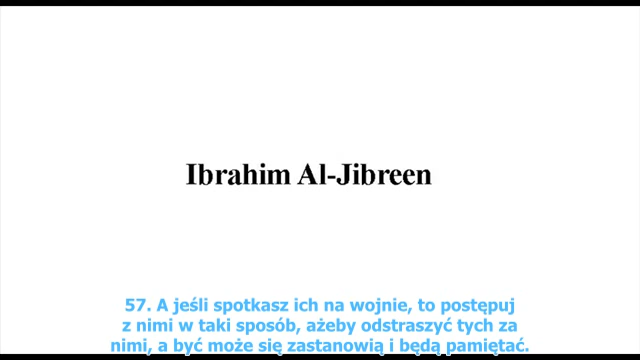 Ibrahim Al-Jibreen
57. A jeśli spotkasz ich na wojnie, to postępuj
z nimi w taki sposób, ażeby odstraszyć tych za
nimi, a być może się zastanowią i będą pamiętać.